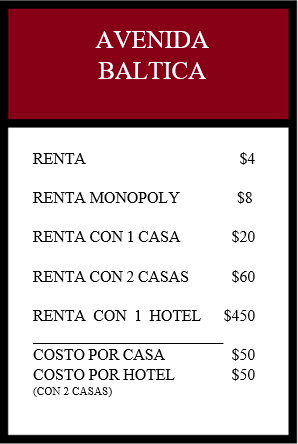 AVENIDA
BALTICA
RENTA $4
RENTA MONOPOLY $8
RENTA CON 1 CASA $20
RENTA CON 2 CASAS $60
RENTA CON 1 HOTEL $450
COSTO POR CASA $50
COSTO POR HOTEL $50
(CON 2 CASAS)